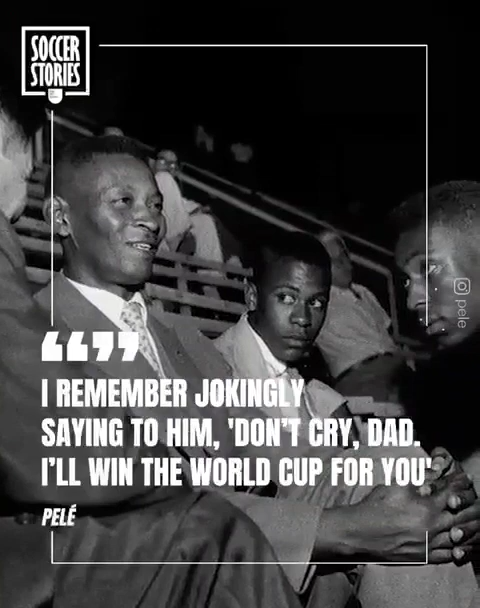 SOCCER
STORIES
pele
❝❞
I REMEMBER JOKINGLY
SAYING TO HIM, 'DON'T CRY, DAD.
I'LL WIN THE WORLD CUP FOR YOU'
PELÉ